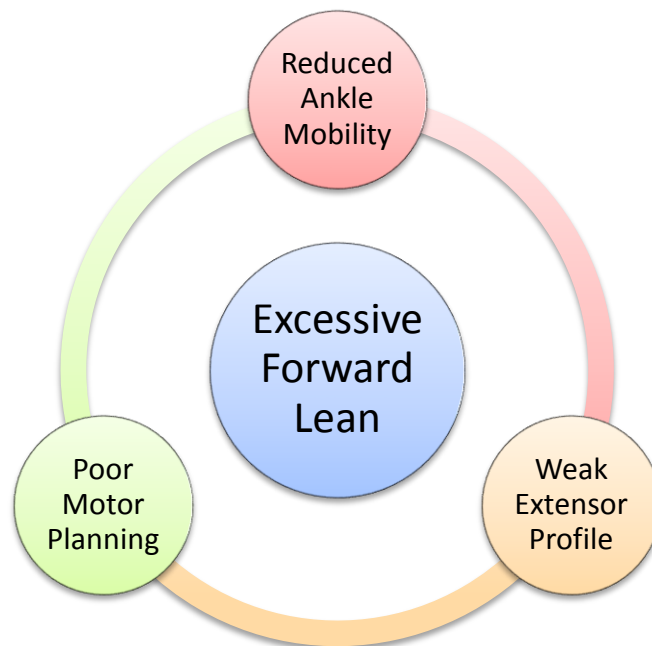 Reduced
Ankle
Mobility
Excessive
Forward
Lean
Poor
Motor
Planning
Weak
Extensor
Profile